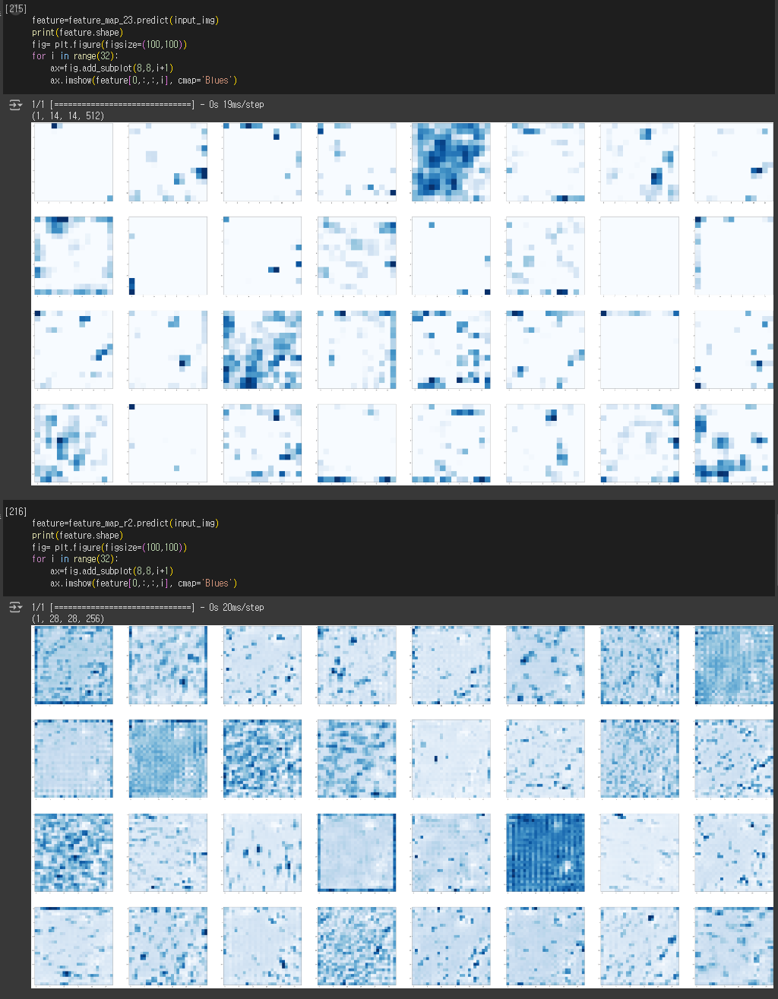 [215]
feature=feature_map_23.predict(input_img)
print(feature.shape)
fig= plt.figure(figsize=(100,100))
for i in range(32):
    ax=fig.add_subplot(8,8,i+1)
    ax.imshow(feature[0,:,:,i], cmap='Blues')
1/1 [==============================] - 0s 19ms/step
(1, 14, 14, 512)
[216]
feature=feature_map_r2.predict(input_img)
print(feature.shape)
fig= plt.figure(figsize=(100,100))
for i in range(32):
    ax=fig.add_subplot(8,8,i+1)
    ax.imshow(feature[0,:,:,i], cmap='Blues')
1/1 [==============================] - 0s 20ms/step
(1, 28, 28, 256)